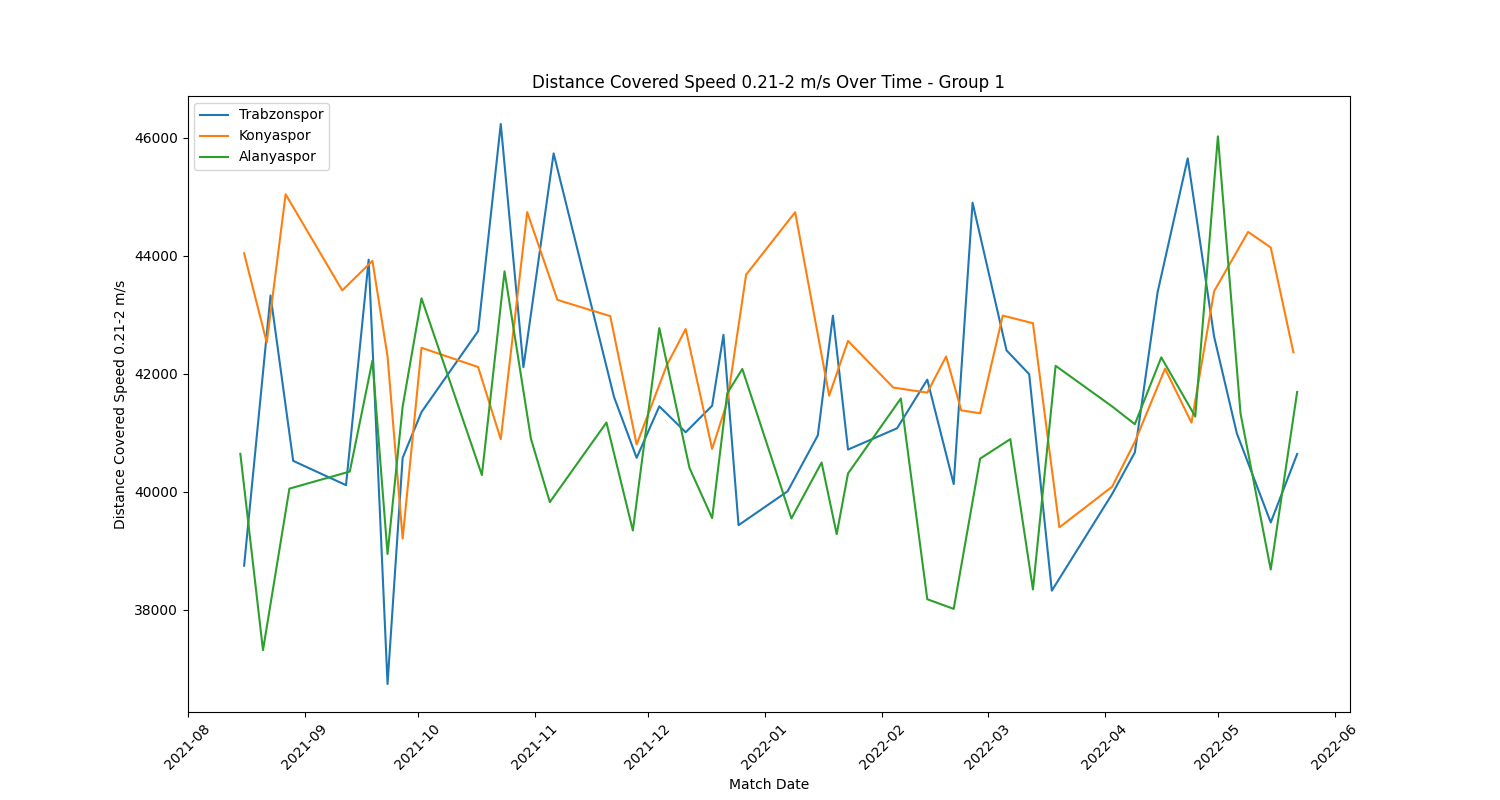 Distance Covered Speed 0.21-2 m/s Over Time - Group 1
Trabzonspor
Konyaspor
Alanyaspor
46000
44000
42000
40000
38000
Distance Covered Speed 0.21-2 m/s
2021-08
2021-09
2021-10
2021-11
2021-12
2022-01
2022-02
2022-03
2022-04
2022-05
2022-06
Match Date